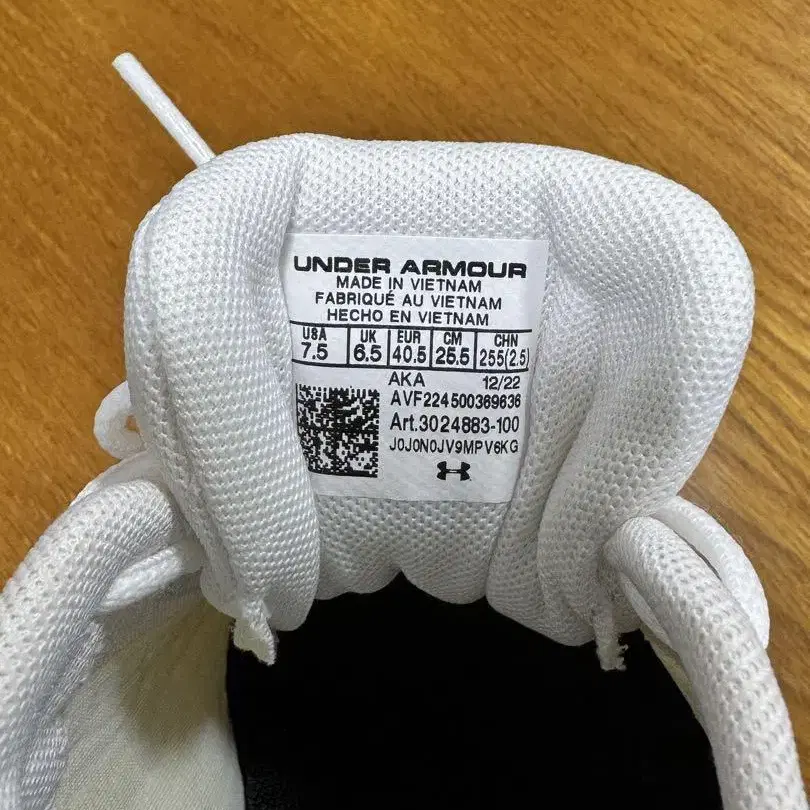 UNDER ARMOUR
MADE IN VIETNAM
FABRIQUÉ AU VIETNAM
HECHO EN VIETNAM
USA UK EUR CM CHN
7.5 6.5 40.5 25.5 255(2.5)
AKA 12/22
AVF224500369636
Art.3024883-100
J0J0N0JV9MPV6KG